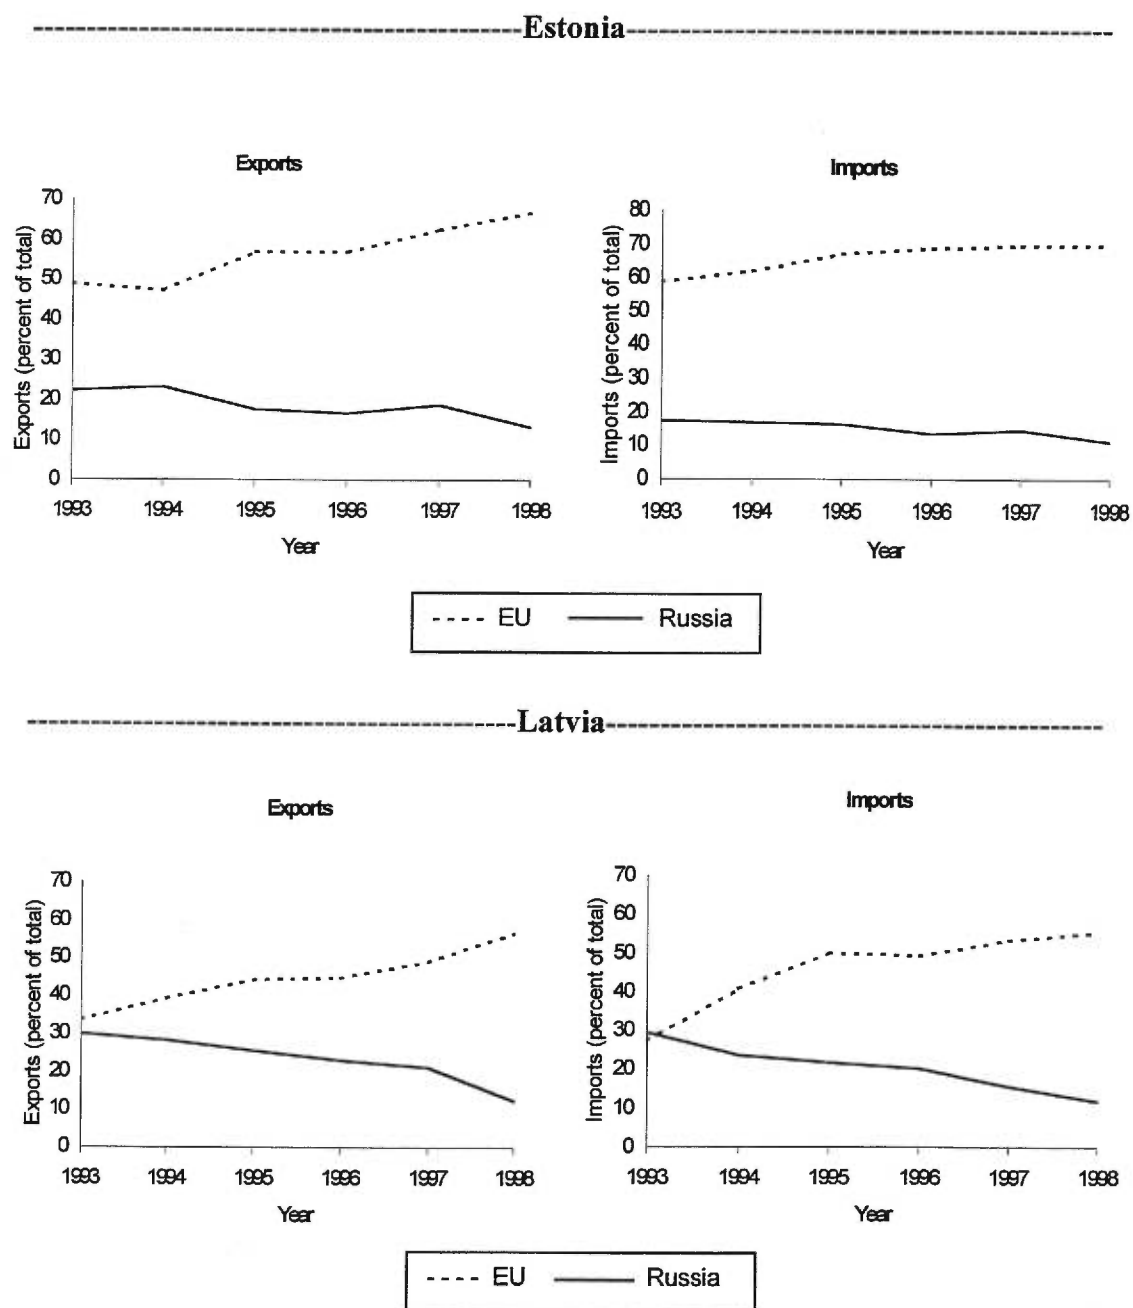 Estonia
Exports
70
60
50
40
30
20
10
0
Exports (percent of total)
1993 1994 1995 1996 1997 1998
Year
Imports
80
70
60
50
40
30
20
10
0
Imports (percent of total)
1993 1994 1995 1996 1997 1998
Year
EU Russia
Latvia
Exports
70
60
50
40
30
20
10
0
Exports (percent of total)
1993 1994 1995 1996 1997 1998
Year
Imports
70
60
50
40
30
20
10
0
Imports (percent of total)
1993 1994 1995 1996 1997 1998
Year
EU Russia